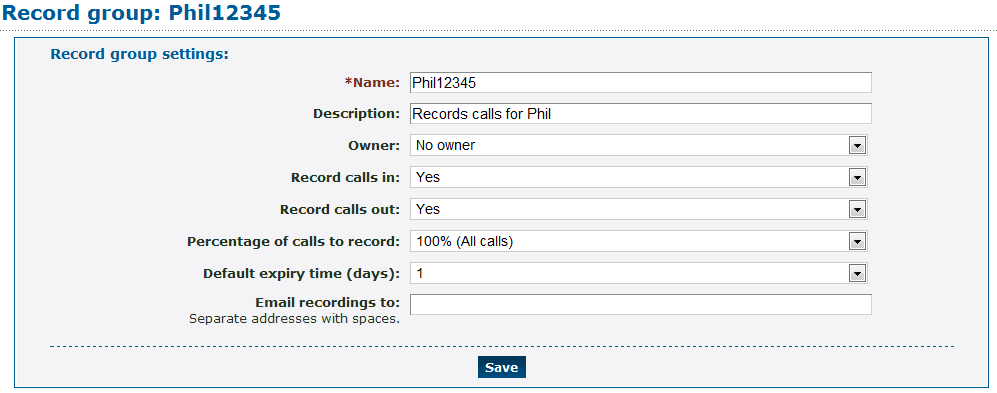 Record group: Phil12345
Record group settings:
*Name: Phil12345
Description: Records calls for Phil
Owner: No owner
Record calls in: Yes
Record calls out: Yes
Percentage of calls to record: 100% (All calls)
Default expiry time (days): 1
Email recordings to:
Separate addresses with spaces.
Save